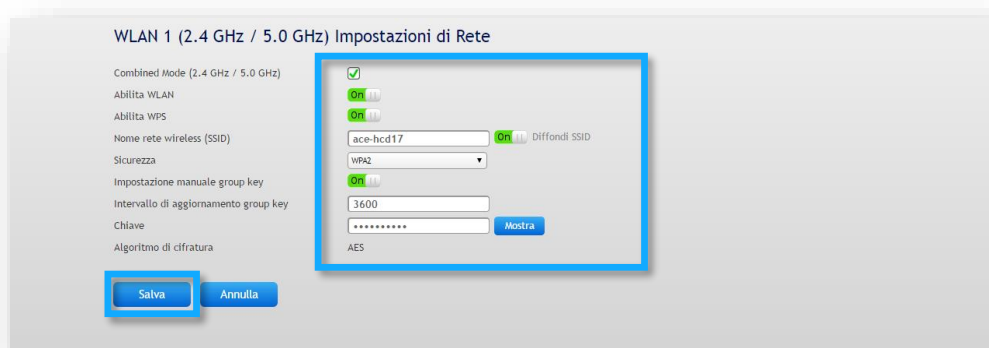 WLAN 1 (2.4 GHz / 5.0 GHz) Impostazioni di Rete
Combined Mode (2.4 GHz / 5.0 GHz)
Abilita WLAN On
Abilita WPS On
Nome rete wireless (SSID) ace-hcd17 On Diffondi SSID
Sicurezza WPA2
Impostazione manuale group key On
Intervallo di aggiornamento group key 3600
Chiave •••••••••• Mostra
Algoritmo di cifratura AES
Salva Annulla